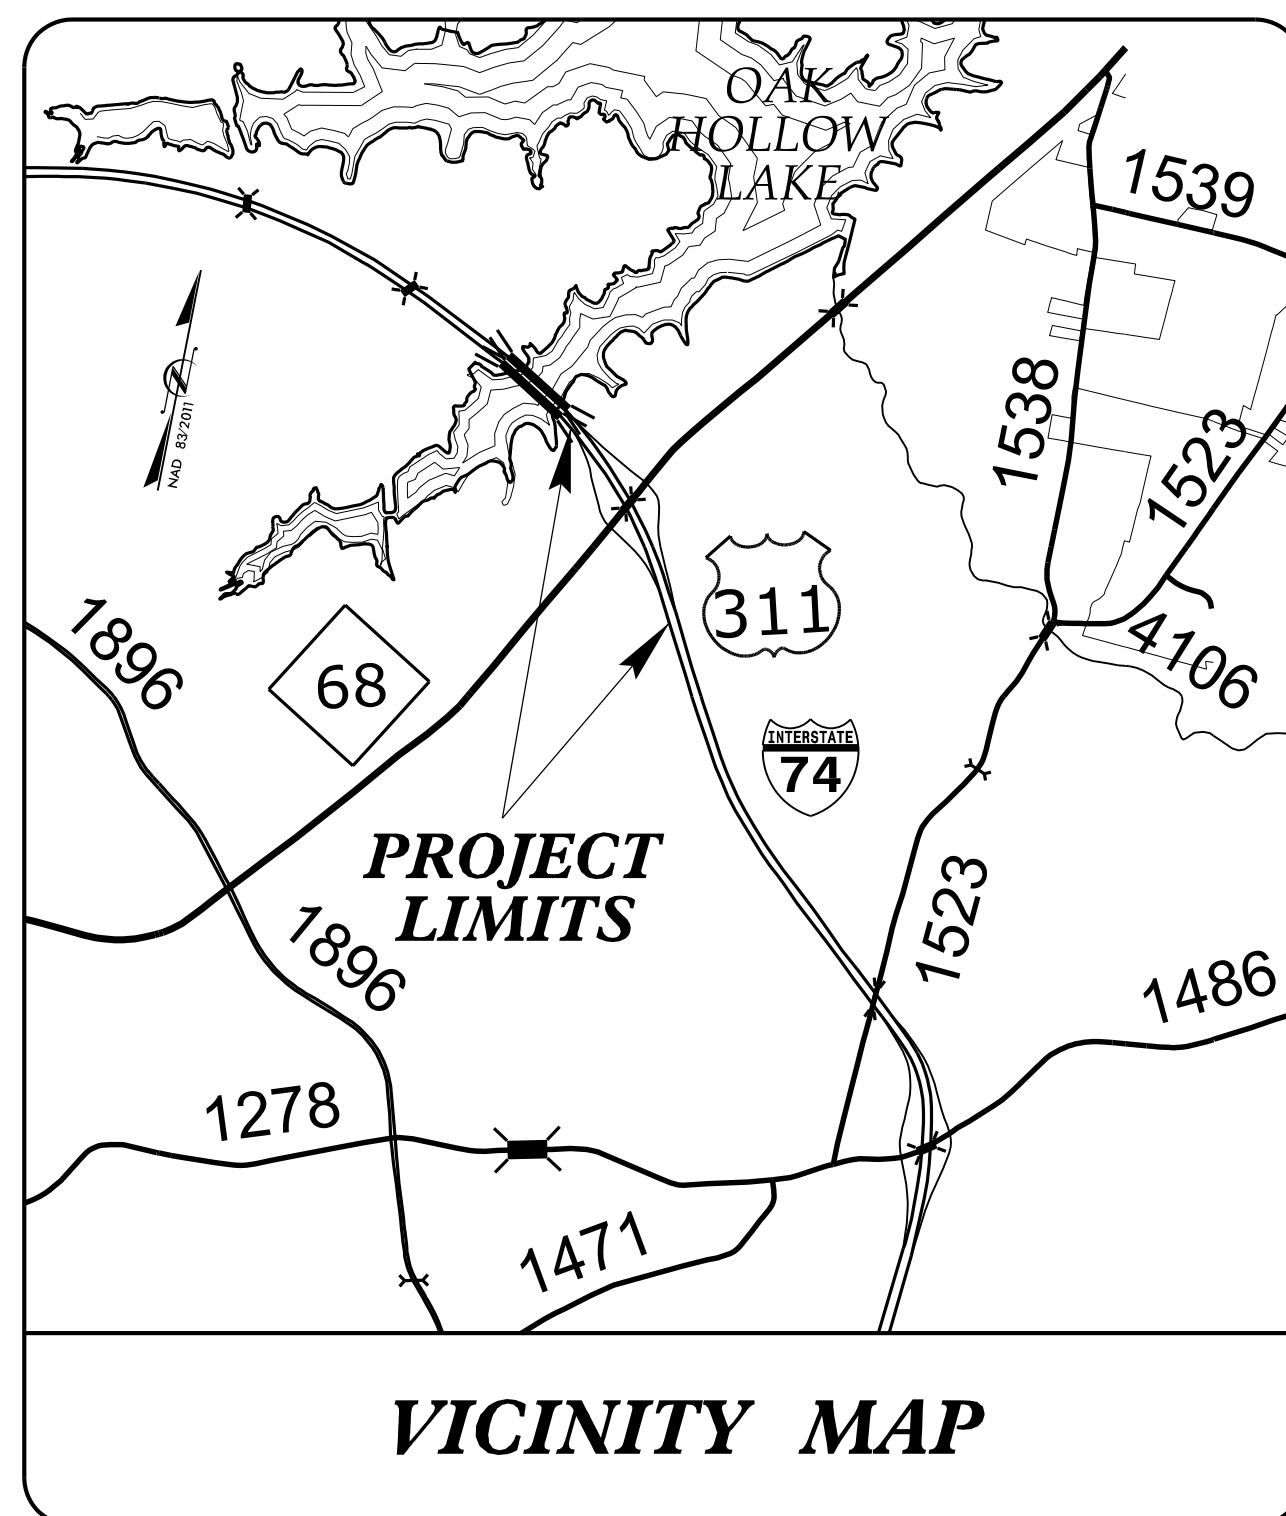 OAK
HOLLOW
LAKE
1539
NAD 83/2011
1538
1523
311
1896
68
4106
INTERSTATE
74
PROJECT
LIMITS
1523
1896
1486
1278
1471
VICINITY MAP